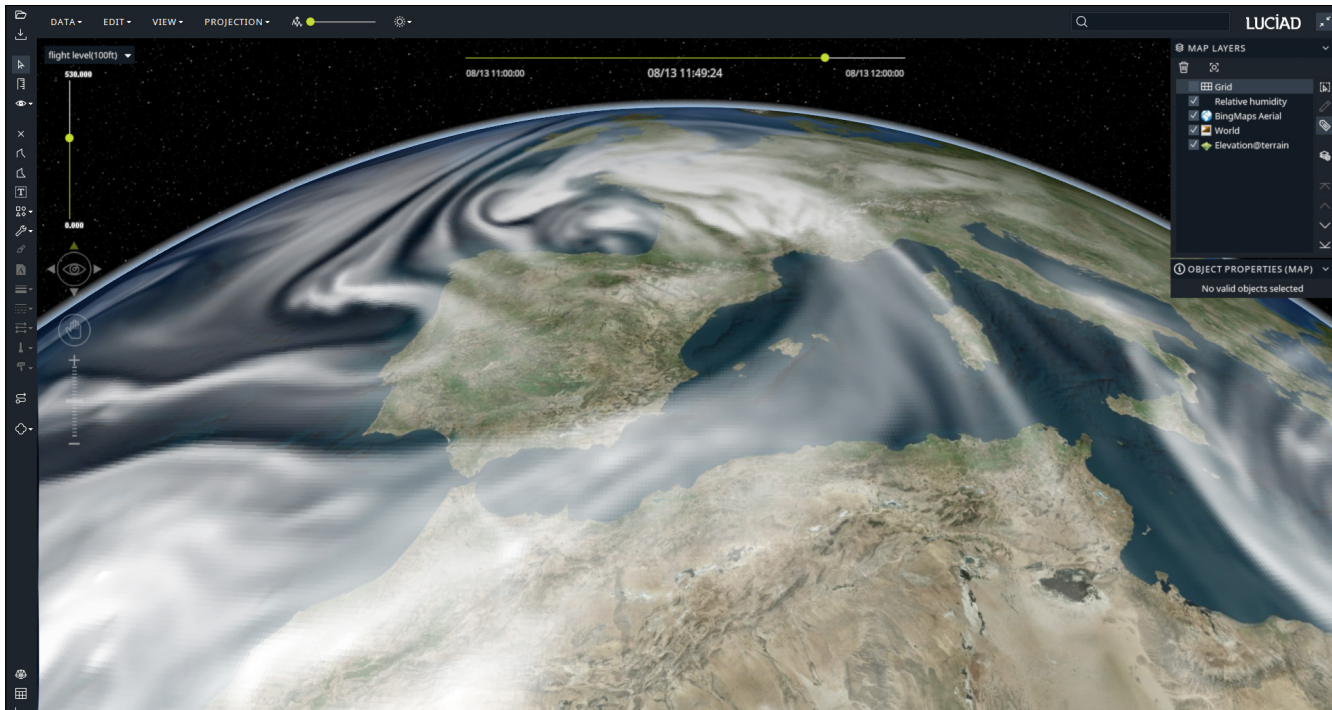 DATA EDIT VIEW PROJECTION LUCIAD
flight level(100ft)
530.000
0.000
08/13 11:00:00 08/13 11:49:24 08/13 12:00:00
MAP LAYERS
Grid
Relative humidity
BingMaps Aerial
World
Elevation@terrain
OBJECT PROPERTIES (MAP)
No valid objects selected